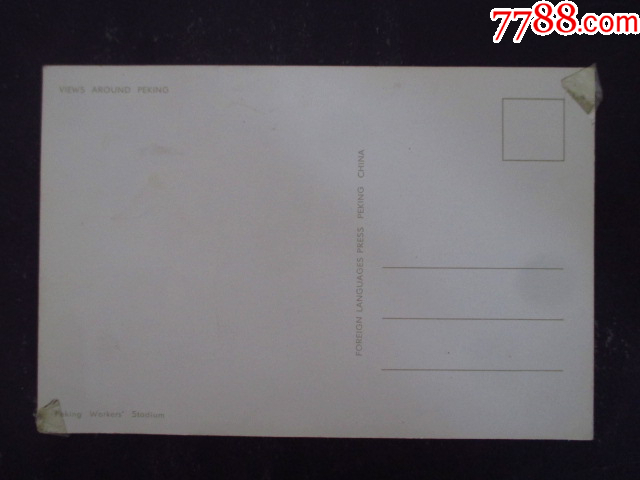 7788.com
VIEWS AROUND PEKING
FOREIGN LANGUAGES PRESS PEKING CHINA
Peking Workers' Stadium